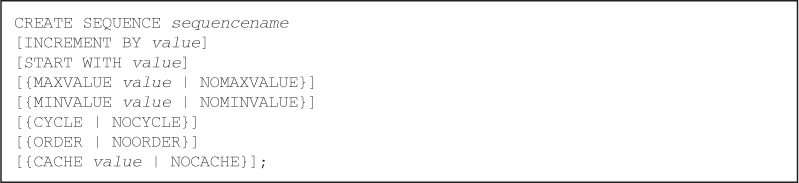 CREATE SEQUENCE sequencename
[INCREMENT BY value]
[START WITH value]
[{MAXVALUE value | NOMAXVALUE}]
[{MINVALUE value | NOMINVALUE}]
[{CYCLE | NOCYCLE}]
[{ORDER | NOORDER}]
[{CACHE value | NOCACHE}];